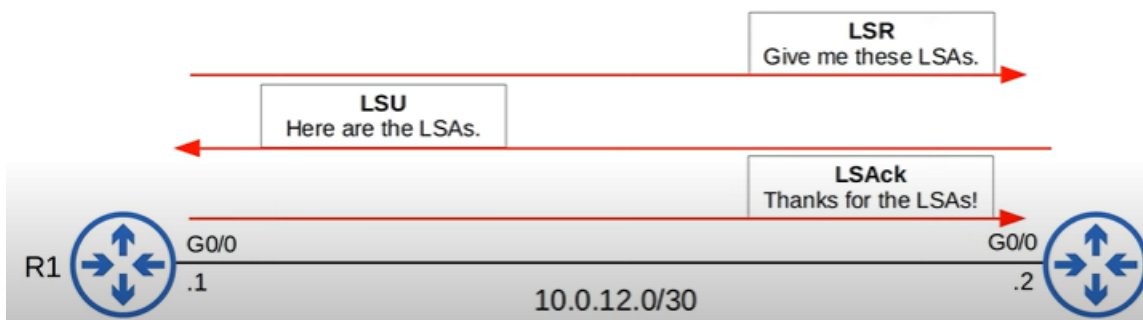 LSR
Give me these LSAs.
LSU
Here are the LSAs.
LSAck
Thanks for the LSAs!
G0/0
G0/0
R1
.1
.2
10.0.12.0/30